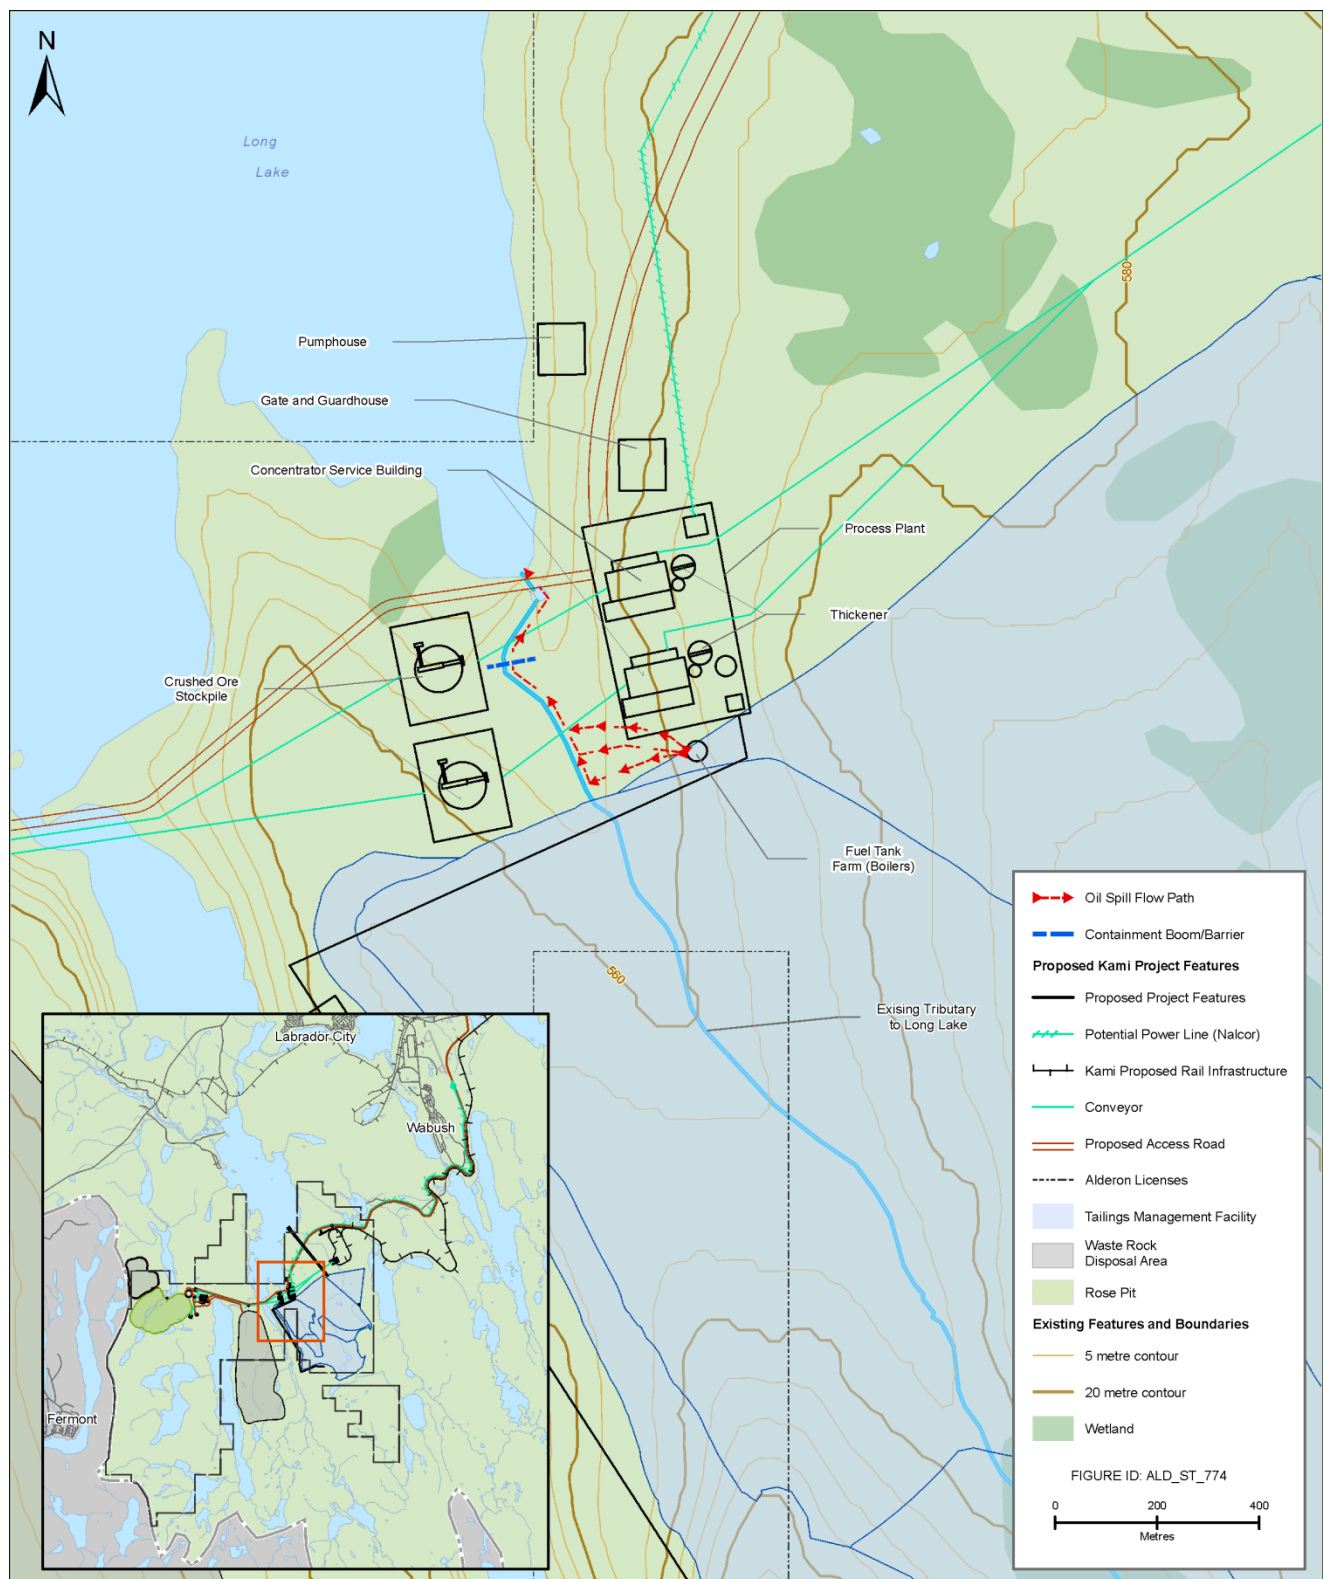 N
Long
Lake
Pumphouse
Gate and Guardhouse
Concentrator Service Building
580
Process Plant
Thickener
Crushed Ore
Stockpile
Fuel Tank
Farm (Boilers)
560
Exising Tributary
to Long Lake
Labrador City
Wabush
Fermont
Oil Spill Flow Path
Containment Boom/Barrier
Proposed Kami Project Features
Proposed Project Features
Potential Power Line (Nalcor)
Kami Proposed Rail Infrastructure
Conveyor
Proposed Access Road
Alderon Licenses
Tailings Management Facility
Waste Rock
Disposal Area
Rose Pit
Existing Features and Boundaries
5 metre contour
20 metre contour
Wetland
FIGURE ID: ALD_ST_774
0 200 400
Metres